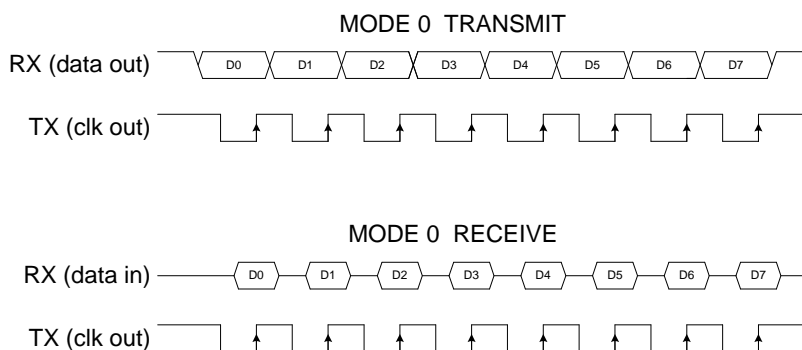 MODE 0 TRANSMIT
RX (data out) D0 D1 D2 D3 D4 D5 D6 D7
TX (clk out)
MODE 0 RECEIVE
RX (data in) D0 D1 D2 D3 D4 D5 D6 D7
TX (clk out)